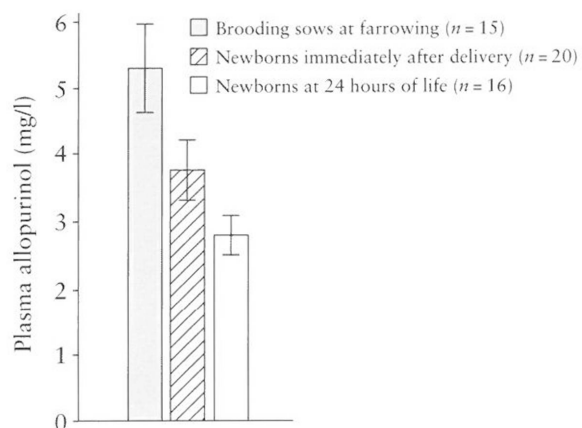 Brooding sows at farrowing (n = 15)
Newborns immediately after delivery (n = 20)
Newborns at 24 hours of life (n = 16)
Plasma allopurinol (mg/l)
6
5
4
3
2
1
0